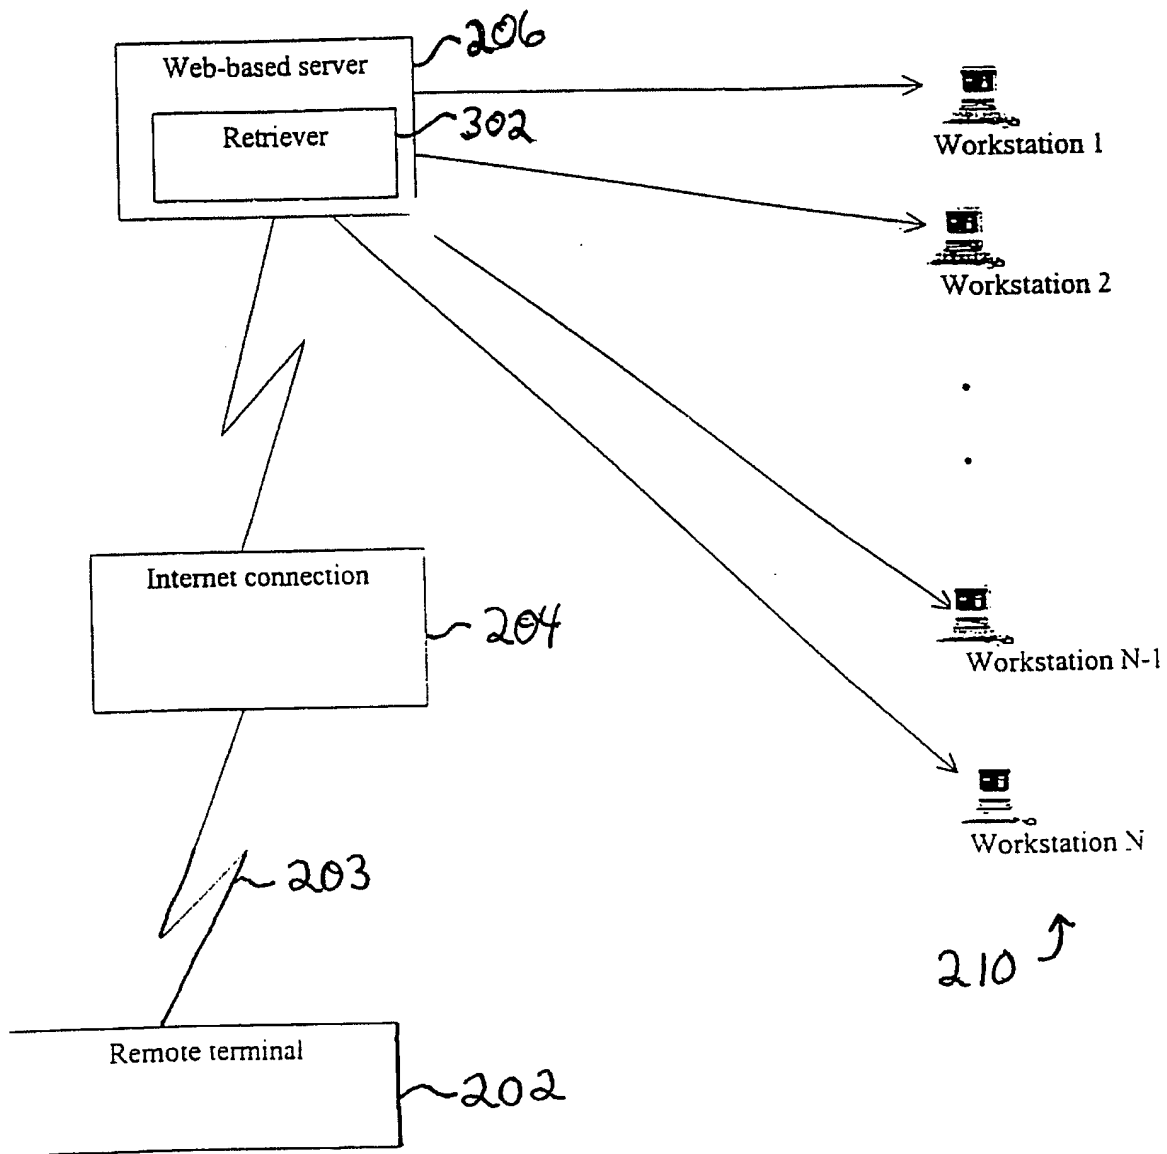 206
Web-based server
302
Retriever
Workstation 1
Workstation 2
Internet connection
204
Workstation N-1
Workstation N
203
210
Remote terminal
202